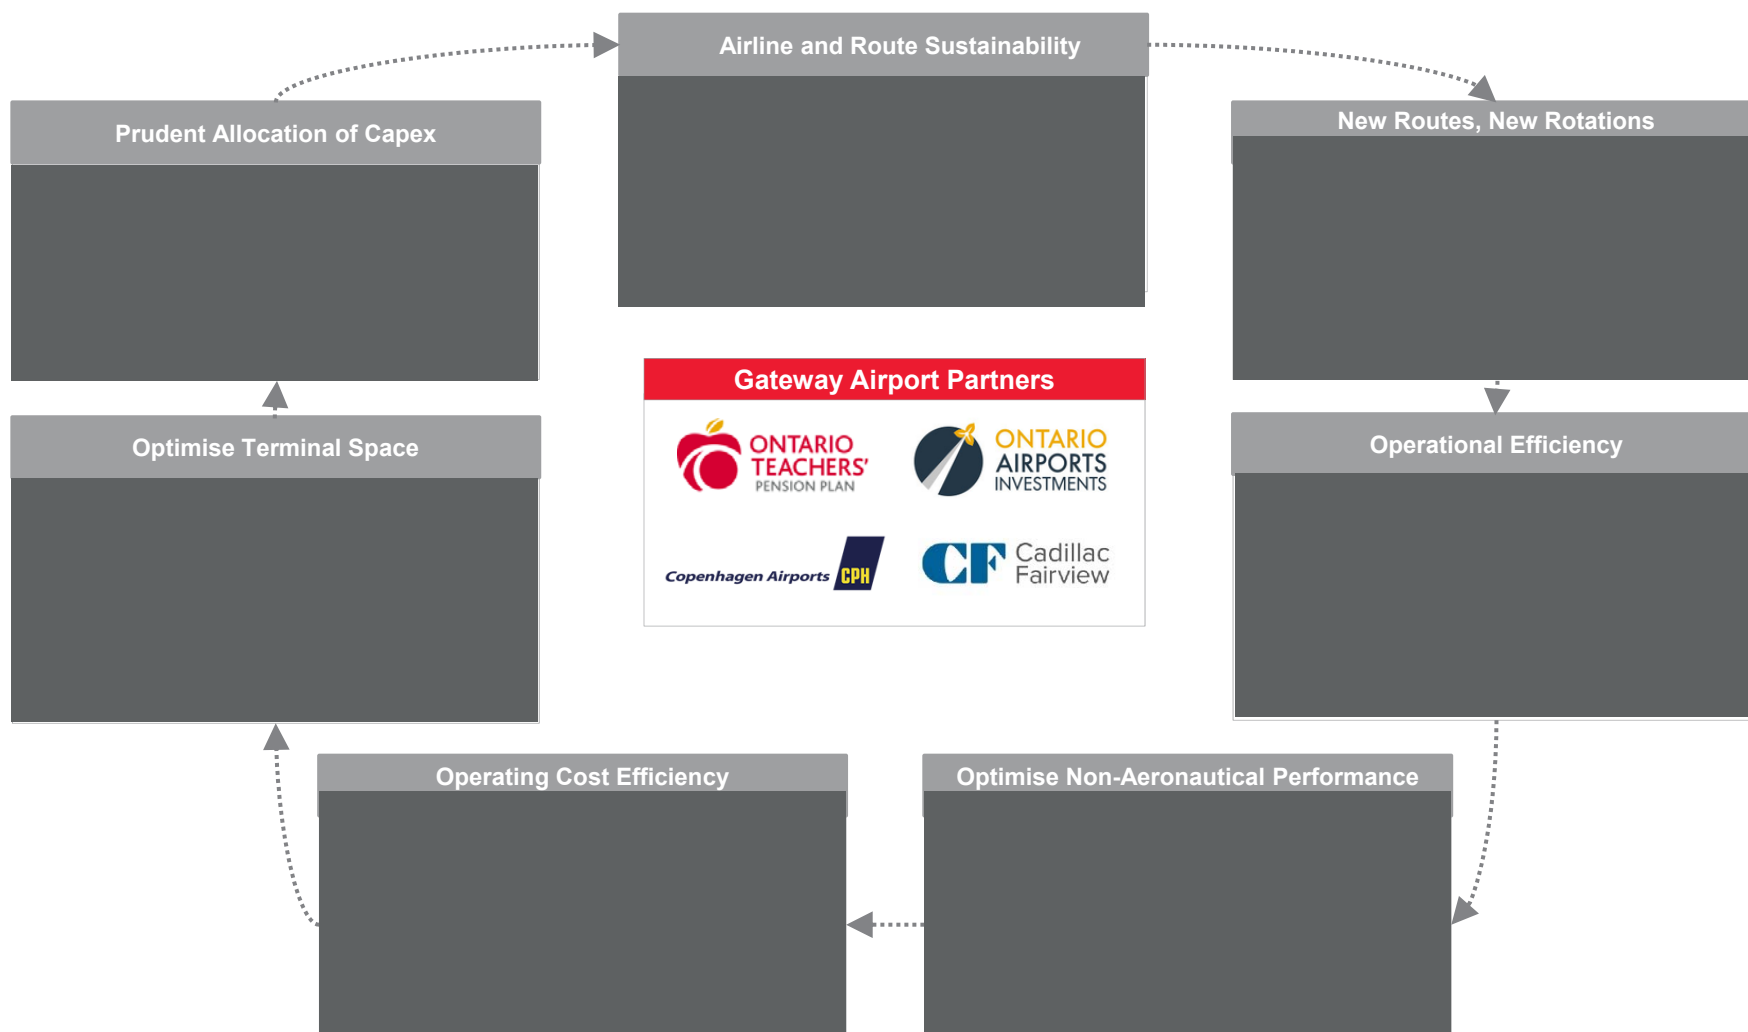 Airline and Route Sustainability
Prudent Allocation of Capex
New Routes, New Rotations
Gateway Airport Partners
ONTARIO
TEACHERS'
PENSION PLAN
ONTARIO
AIRPORTS
INVESTMENTS
Optimise Terminal Space
Operational Efficiency
Copenhagen Airports CPH
CF Cadillac
Fairview
Operating Cost Efficiency
Optimise Non-Aeronautical Performance